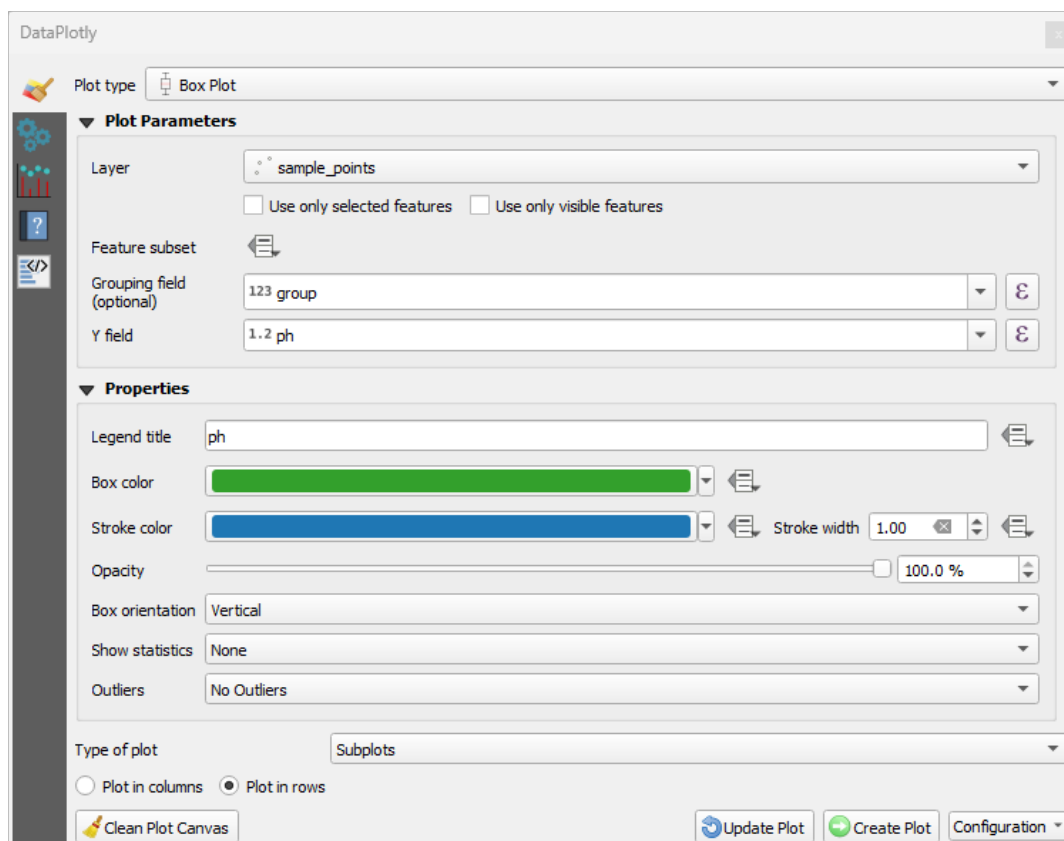 DataPlotly
x
Plot type Box Plot
Plot Parameters
Layer sample_points
Use only selected features Use only visible features
Feature subset
Grouping field
(optional) 123 group ε
Y field 1.2 ph ε
Properties
Legend title ph
Box color
Stroke color Stroke width 1.00
Opacity 100.0 %
Box orientation Vertical
Show statistics None
Outliers No Outliers
Type of plot Subplots
Plot in columns Plot in rows
Clean Plot Canvas Update Plot Create Plot Configuration